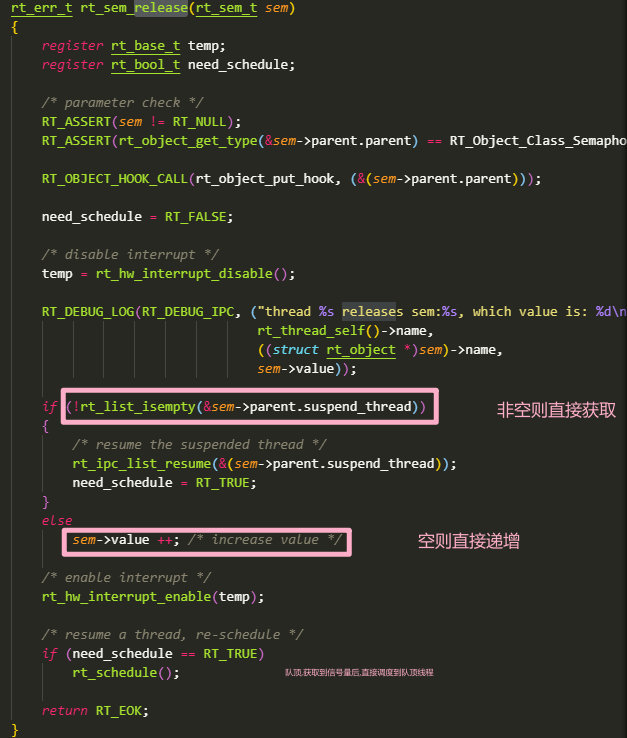 rt_err_t rt_sem_release(rt_sem_t sem)
{
    register rt_base_t temp;
    register rt_bool_t need_schedule;

    /* parameter check */
    RT_ASSERT(sem != RT_NULL);
    RT_ASSERT(rt_object_get_type(&sem->parent.parent) == RT_Object_Class_Semapho

    RT_OBJECT_HOOK_CALL(rt_object_put_hook, (&(sem->parent.parent)));

    need_schedule = RT_FALSE;

    /* disable interrupt */
    temp = rt_hw_interrupt_disable();

    RT_DEBUG_LOG(RT_DEBUG_IPC, ("thread %s releases sem:%s, which value is: %d\n
                                rt_thread_self()->name,
                                ((struct rt_object *)sem)->name,
                                sem->value));

    if (!rt_list_isempty(&sem->parent.suspend_thread)) 非空则直接获取
    {
        /* resume the suspended thread */
        rt_ipc_list_resume(&(sem->parent.suspend_thread));
        need_schedule = RT_TRUE;
    }
    else
        sem->value ++; /* increase value */ 空则直接递增

    /* enable interrupt */
    rt_hw_interrupt_enable(temp);

    /* resume a thread, re-schedule */
    if (need_schedule == RT_TRUE)
        rt_schedule(); 队顶,获取到信号量后,直接调度到队顶线程

    return RT_EOK;
}